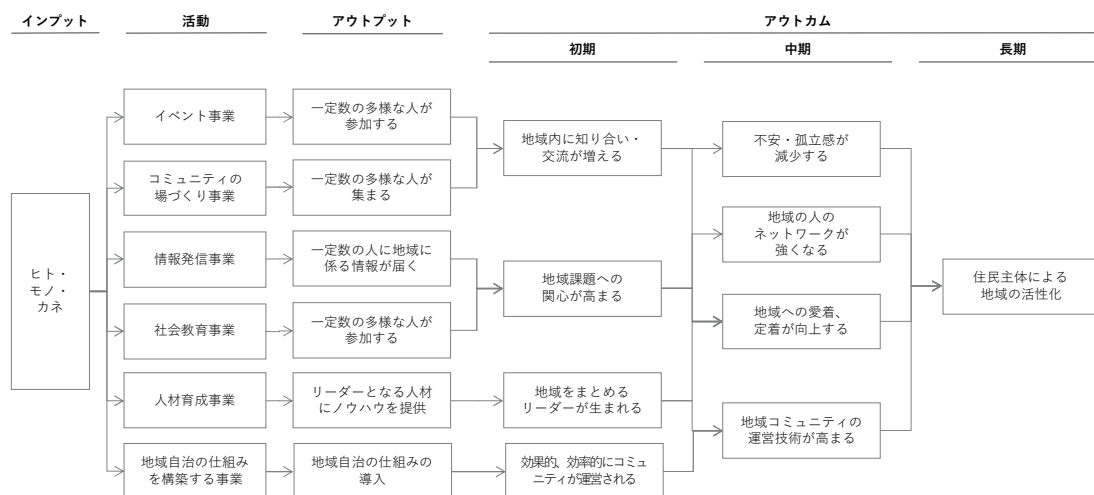 インプット
活動
アウトプット
アウトカム
初期
中期
長期
ヒト・
モノ・
カネ
イベント事業
コミュニティの
場づくり事業
情報発信事業
社会教育事業
人材育成事業
地域自治の仕組み
を構築する事業
一定数の多様な人が
参加する
一定数の多様な人が
集まる
一定数の人に地域に
係る情報が届く
一定数の多様な人が
参加する
リーダーとなる人材
にノウハウを提供
地域自治の仕組みの
導入
地域内に知り合い・
交流が増える
地域課題への
関心が高まる
地域をまとめる
リーダーが生まれる
効果的、効率的にコミュ
ニティが運営される
不安・孤立感が
減少する
地域の人の
ネットワークが
強くなる
地域への愛着、
定着が向上する
地域コミュニティの
運営技術が高まる
住民主体による
地域の活性化